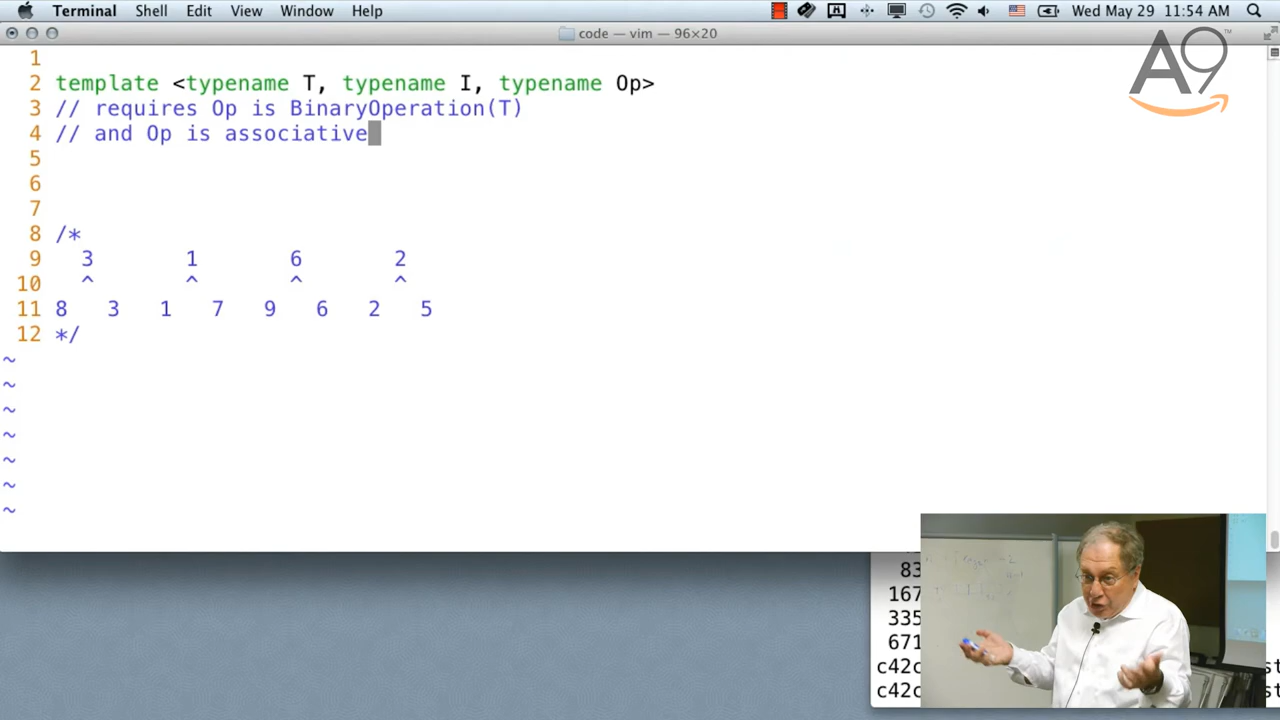 Terminal Shell Edit View Window Help Wed May 29 11:54 AM
code — vim — 96×20
A9™
1
2 template <typename T, typename I, typename Op>
3 // requires Op is BinaryOperation(T)
4 // and Op is associative
5
6
7
8 /*
9 3 1 6 2
10 ^ ^ ^ ^
11 8 3 1 7 9 6 2 5
12 */
~
~
~
~
~
~
~
83
167
335
671
c42c
c42c